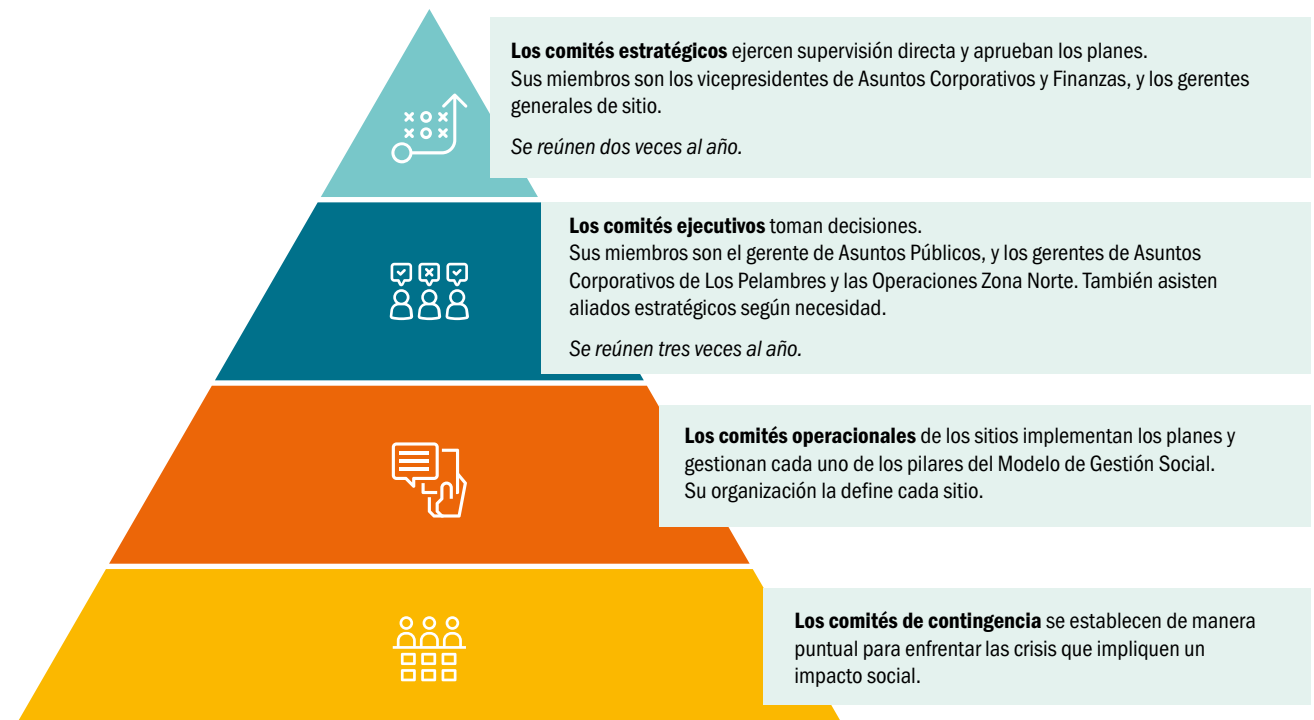 Los comités estratégicos ejercen supervisión directa y aprueban los planes.
Sus miembros son los vicepresidentes de Asuntos Corporativos y Finanzas, y los gerentes
generales de sitio.
Se reúnen dos veces al año.
Los comités ejecutivos toman decisiones.
Sus miembros son el gerente de Asuntos Públicos, y los gerentes de Asuntos
Corporativos de Los Pelambres y las Operaciones Zona Norte. También asisten
aliados estratégicos según necesidad.
Se reúnen tres veces al año.
Los comités operacionales de los sitios implementan los planes y
gestionan cada uno de los pilares del Modelo de Gestión Social.
Su organización la define cada sitio.
Los comités de contingencia se establecen de manera
puntual para enfrentar las crisis que impliquen un
impacto social.